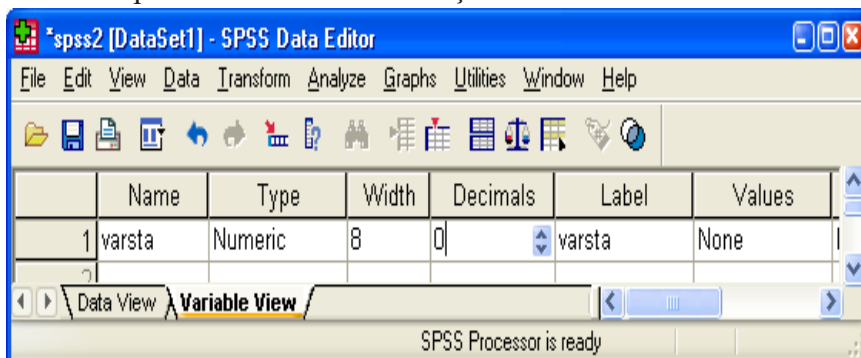 *spss2 [DataSet1] - SPSS Data Editor
File Edit View Data Transform Analyze Graphs Utilities Window Help
Name Type Width Decimals Label Values
1 varsta Numeric 8 0 varsta None
2
Data View Variable View
SPSS Processor is ready